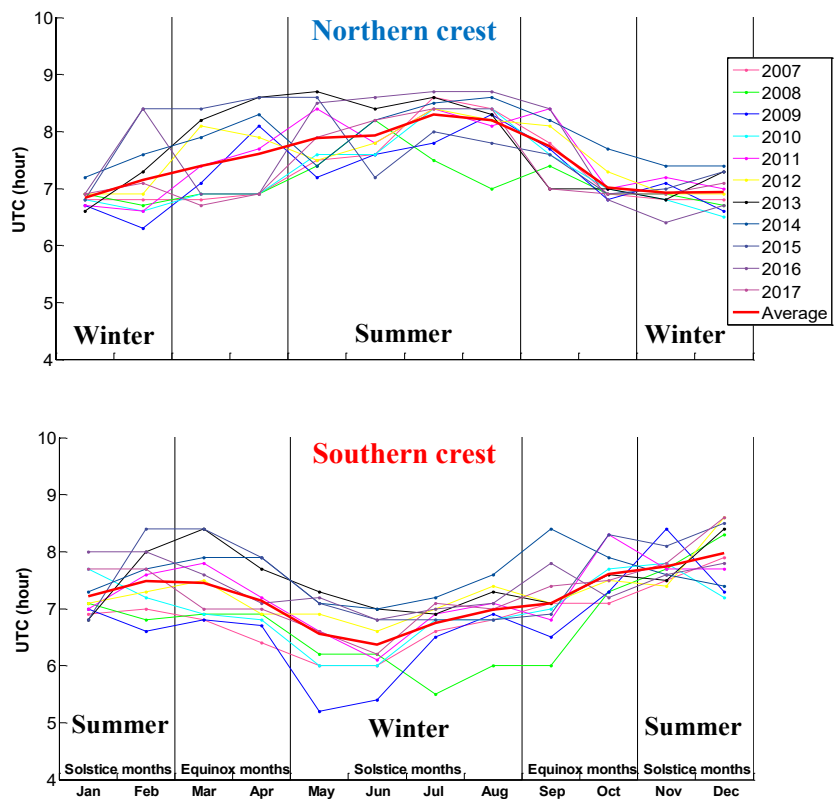 Northern crest
10
9
8
7
6
5
4
UTC (hour)
Winter
Summer
Winter
2007
2008
2009
2010
2011
2012
2013
2014
2015
2016
2017
Average
Southern crest
10
9
8
7
6
5
4
UTC (hour)
Summer
Winter
Summer
Solstice months Equinox months Solstice months Equinox months Solstice months
Jan Feb Mar Apr May Jun Jul Aug Sep Oct Nov Dec